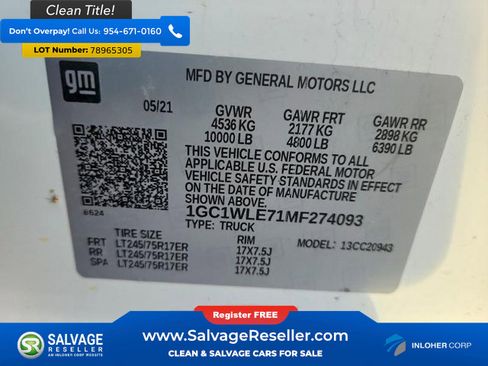 Clean Title!
Don't Overpay! Call us: 954-671-0160
LOT Number: 78965305
gm
MFD BY GENERAL MOTORS LLC
05/21
GVWR
4536 KG
10000 LB
GAWR FRT
2177 KG
4800 LB
GAWR RR
2898 KG
6390 LB
THIS VEHICLE CONFORMS TO ALL
APPLICABLE U.S. FEDERAL MOTOR
VEHICLE SAFETY STANDARDS
IN EFFECT ON THE DATE OF MANUFACTURE
SHOWN ABOVE.
1GC1WLE71MF274093
TYPE: TRUCK
MODEL: 13CC20943
TIRE SIZE RIM
FRT LT245/75R17ER 17X7.5J
RR LT245/75R17ER 17X7.5J
SPA LT245/75R17ER 17X7.5J
Register FREE
SALVAGE
RESELLER
AN INLOHER CORP WEBSITE
www.SalvageReseller.com
CLEAN & SALVAGE CARS FOR SALE
INLOHER CORP